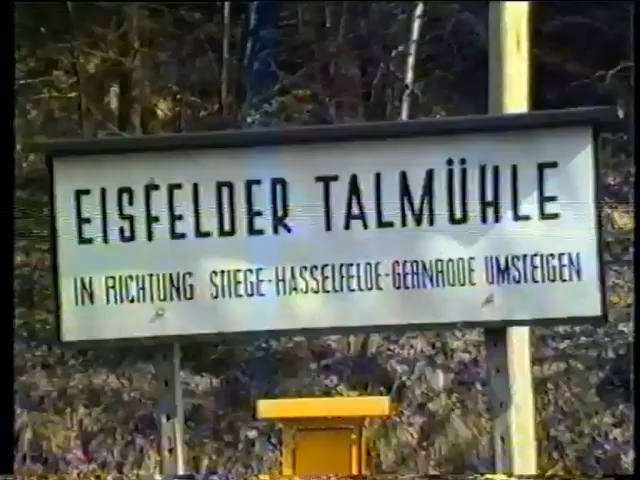 EISFELDER TALMÜHLE
IN RICHTUNG STIEGE-HASSELFELDE-GERNRODE UMSTEIGEN